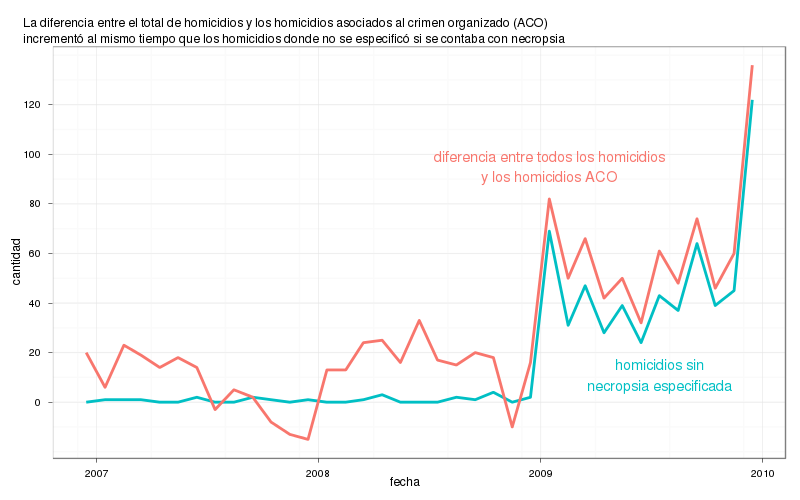 La diferencia entre el total de homicidios y los homicidios asociados al crimen organizado (ACO)
incrementó al mismo tiempo que los homicidios donde no se especificó si se contaba con necropsia
120
100
80
60
40
20
0
cantidad
diferencia entre todos los homicidios
y los homicidios ACO
homicidios sin
necropsia especificada
2007
2008
2009
2010
fecha